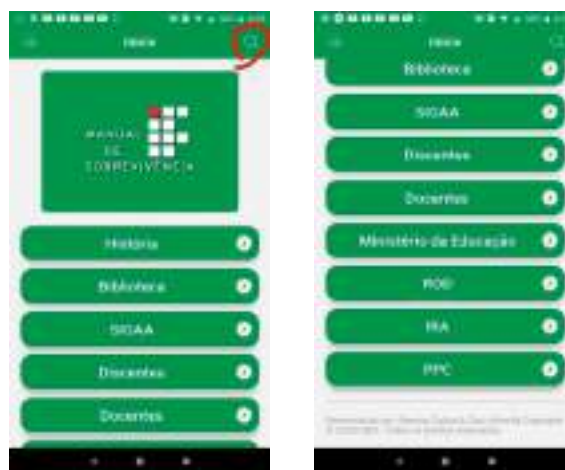 Início
MANUAL
DE
SOBREVIVÊNCIA
História
Biblioteca
SIGAA
Discentes
Docentes
Início
Biblioteca
SIGAA
Discentes
Docentes
Ministério da Educação
ROD
IRA
PPC